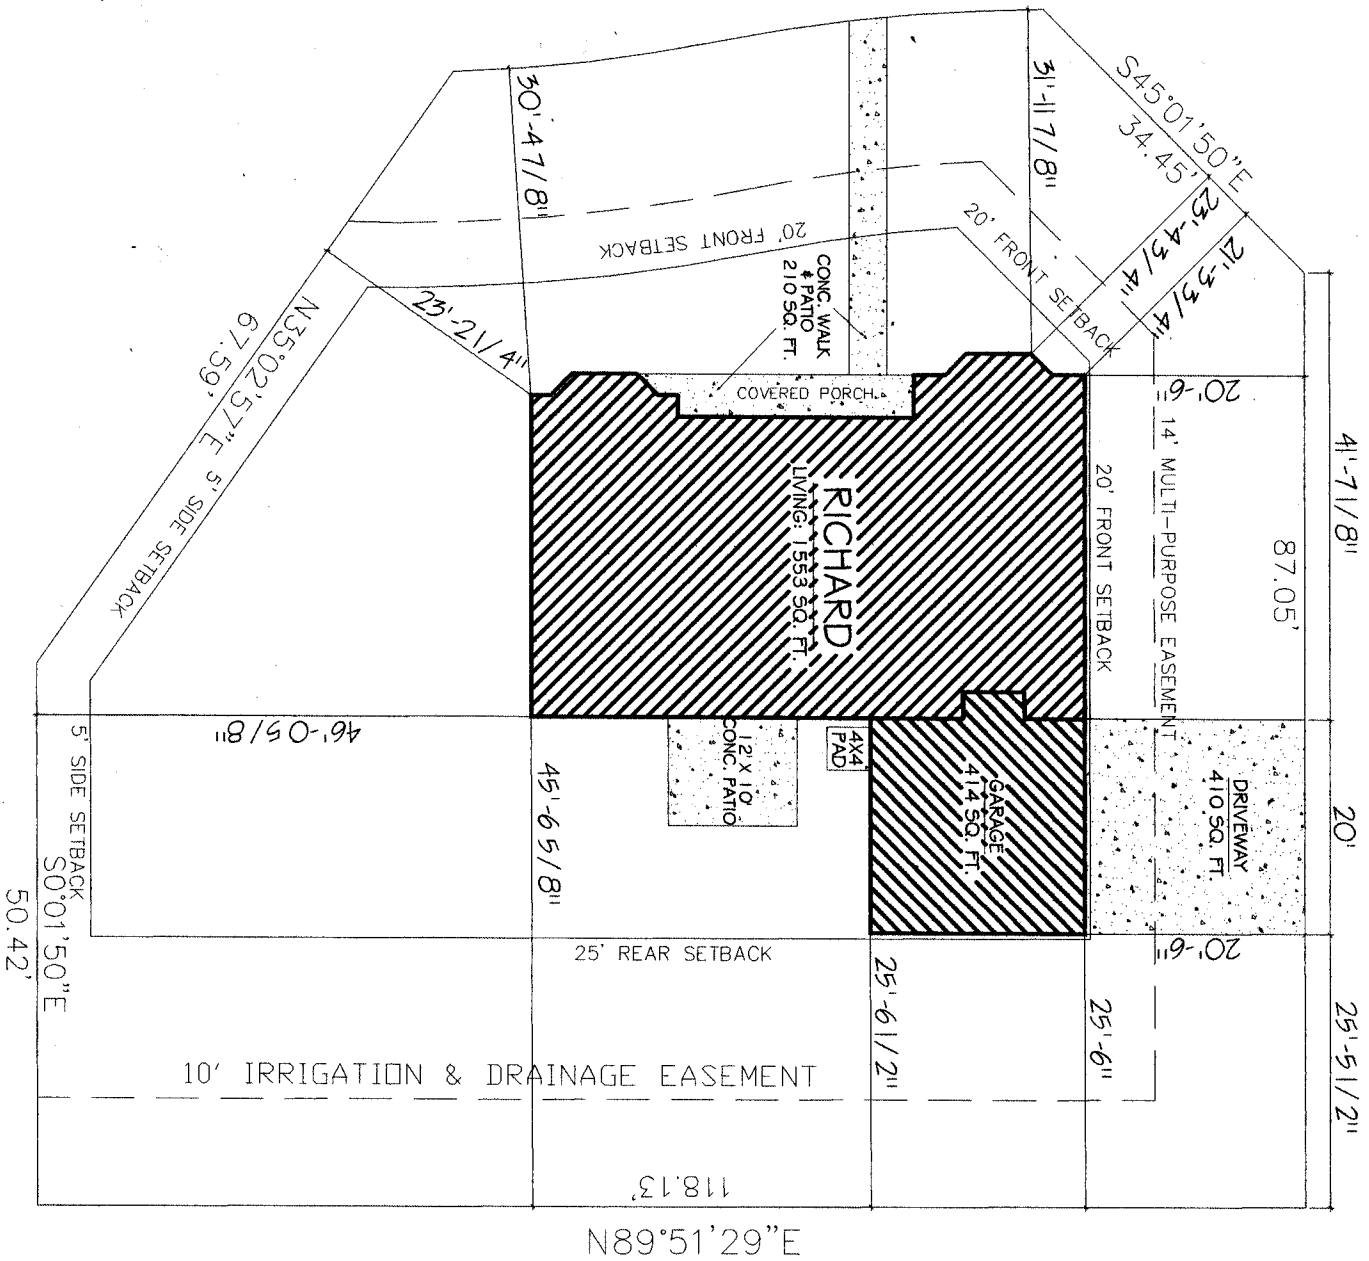 S45°01'50"E
34.45'
31'-11 7/8"
30'-4 7/8"
23'-4 3/4"
21'-3 3/4"
20' FRONT SETBACK
20' FRONT SETBACK
CONC. WALK
& PATIO
210 SQ. FT.
23'-2 1/4"
N35°02'57"E
67.59'
5' SIDE SETBACK
COVERED PORCH
20'-6"
41'-7 1/8"
87.05'
14' MULTI-PURPOSE EASEMENT
20' FRONT SETBACK
RICHARD
LIVING: 1553 SQ. FT.
46'-0 5/8"
45'-6 5/8"
12' X 10'
CONC. PATIO
4X4
PAD
GARAGE
414 SQ. FT.
DRIVEWAY
410 SQ. FT.
20'
5' SIDE SETBACK
S0°01'50"E
50.42'
25' REAR SETBACK
20'-6"
25'-6 1/2"
25'-6"
25'-5 1/2"
10' IRRIGATION & DRAINAGE EASEMENT
118.13'
N89°51'29"E